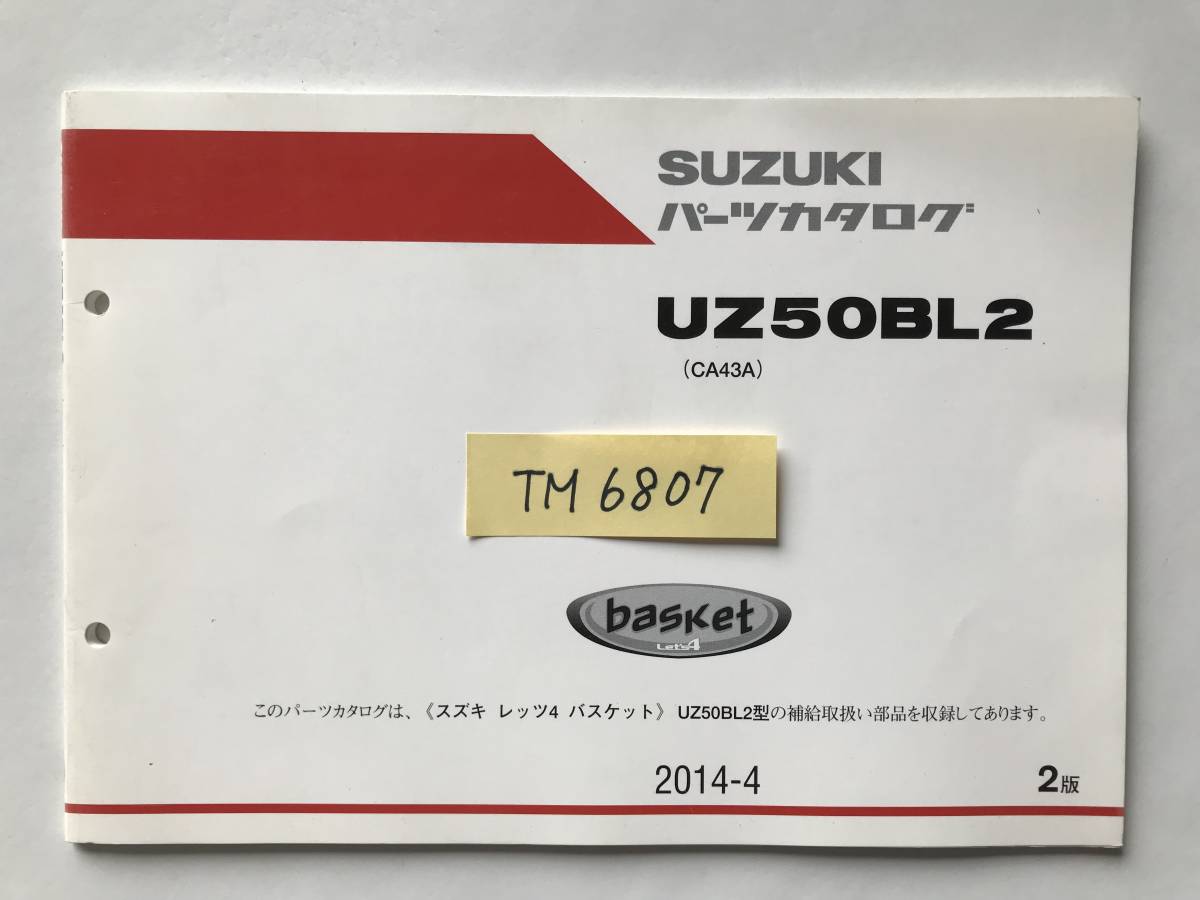 SUZUKI
パーツカタログ
UZ50BL2
(CA43A)
TM 6807
basket
Let's4
このパーツカタログは、《スズキ レッツ4 バスケット》 UZ50BL2型の補給取扱い部品を収録してあります。
2014-4
2版